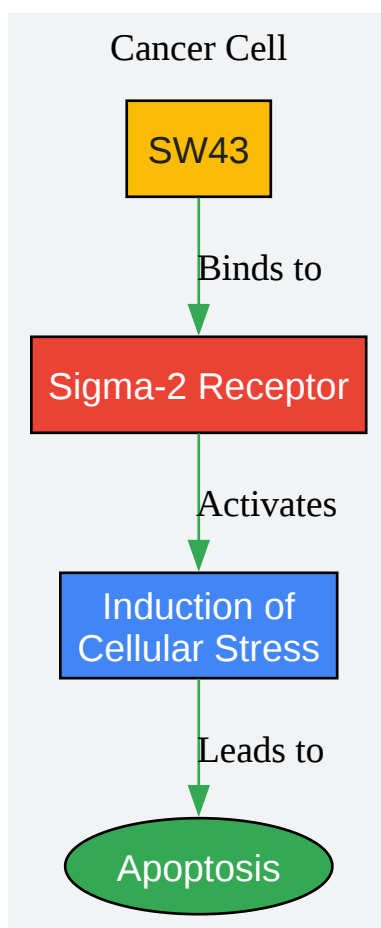 Cancer Cell
SW43
Binds to
Sigma-2 Receptor
Activates
Induction of
Cellular Stress
Leads to
Apoptosis